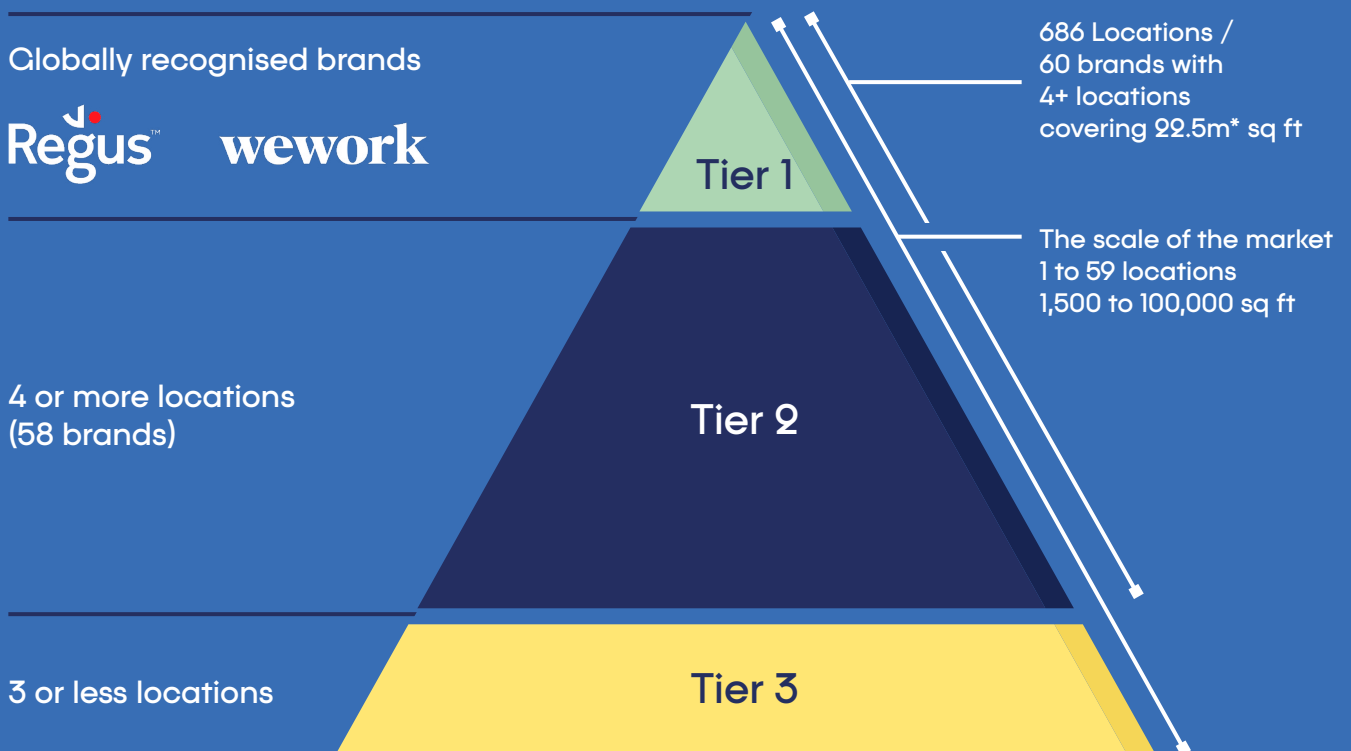 Globally recognised brands
Regus™
wework
Tier 1
686 Locations /
60 brands with
4+ locations
covering 22.5m* sq ft
The scale of the market
1 to 59 locations
1,500 to 100,000 sq ft
4 or more locations
(58 brands)
Tier 2
3 or less locations
Tier 3